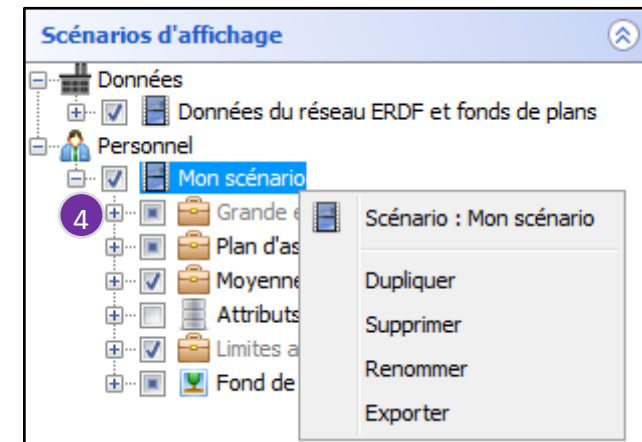 Scénarios d'affichage
Données
Données du réseau ERDF et fonds de plans
Personnel
Mon scénario
4
Grande
Plan d'as
Moyenne
Attributs
Limites a
Fond de
Scénario : Mon scénario
Dupliquer
Supprimer
Renommer
Exporter